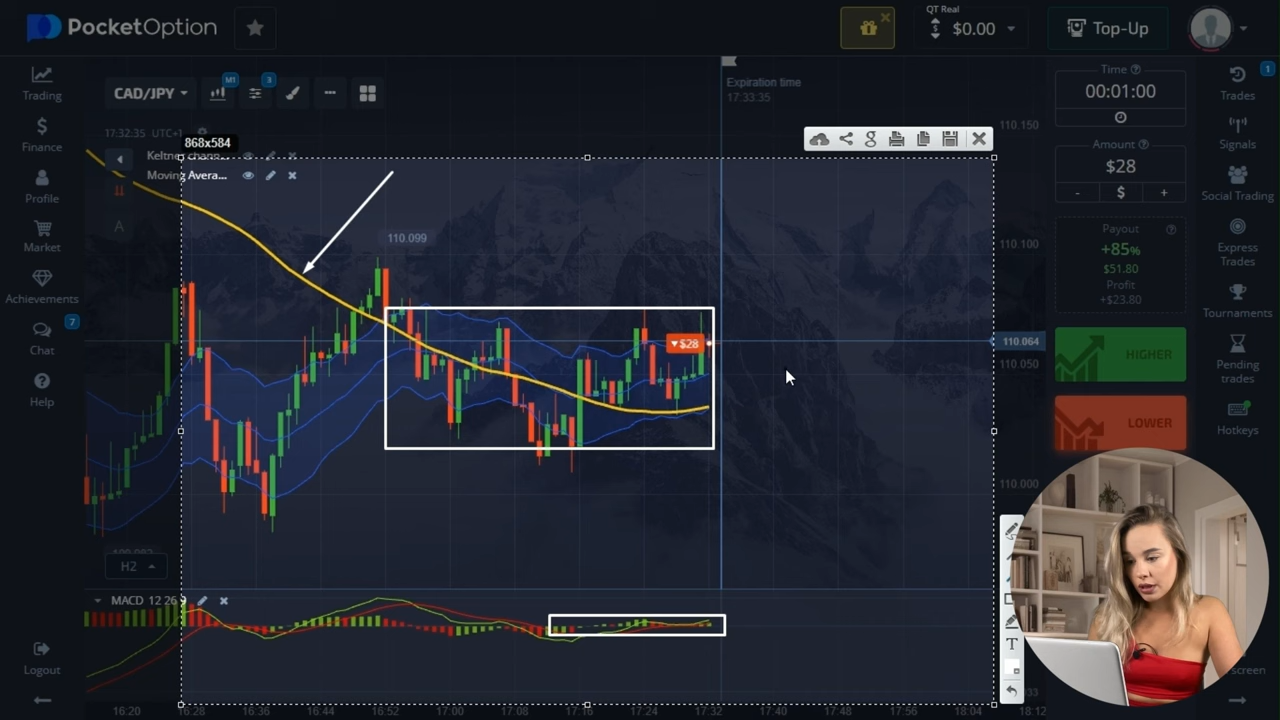 PocketOption
QT Real
$0.00
Top-Up
Trading
Finance
Profile
Market
Achievements
7
Chat
Help
Logout
CAD/JPY
M1
3
Expiration time
17:33:35
17:32:35 UTC+1
868x584
Keltner chann...
Moving Avera...
A
110.099
$28
110.150
110.100
110.064
110.050
110.000
H2
MACD 12 26 9
16:20
16:28
16:36
16:44
16:52
17:00
17:08
17:16
17:24
17:32
17:40
17:48
17:56
18:04
18:12
Time
00:01:00
Amount
$28
-
$
+
Payout
+85%
$51.80
Profit
+$23.80
HIGHER
LOWER
1
Trades
Signals
Social Trading
Express
Trades
Tournaments
Pending
trades
Hotkeys
T
screen